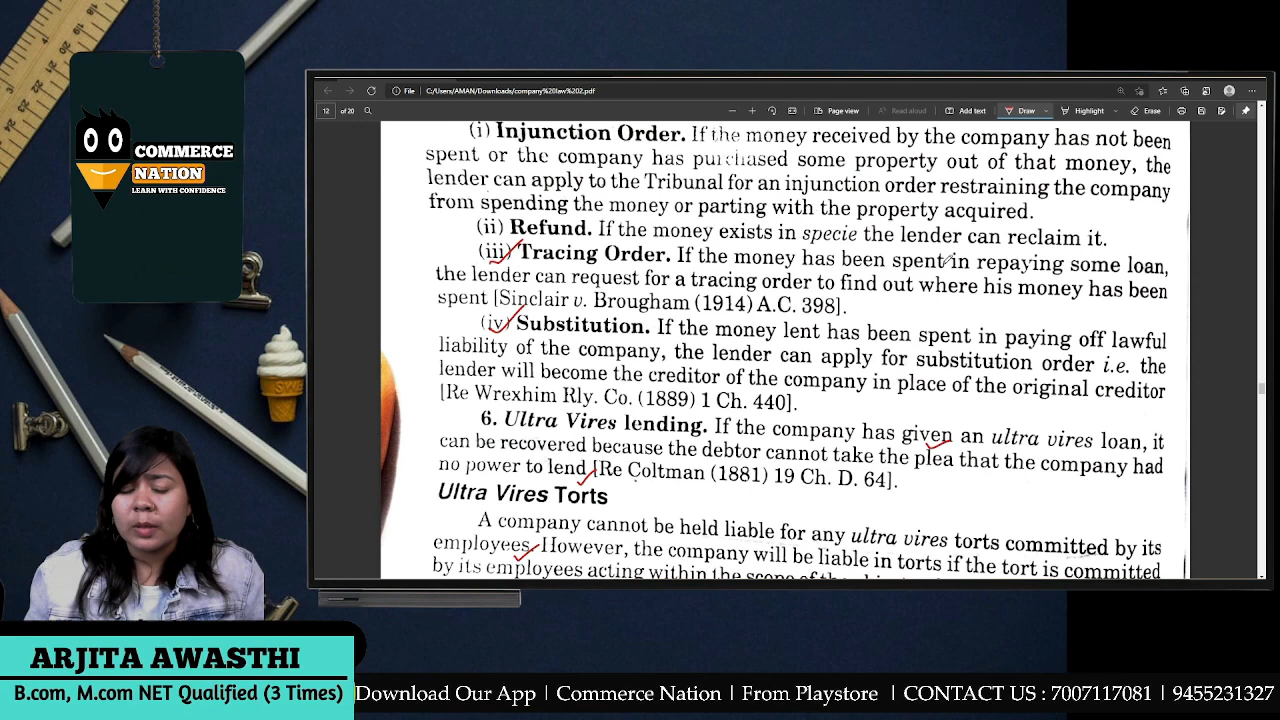 COMMERCE
NATION
LEARN WITH CONFIDENCE
File C:/Users/AMAN/Downloads/company%20law%202.pdf
12 of 20 Page view Read aloud Add text Draw Highlight Erase
(i) Injunction Order. If the money received by the company has not been
spent or the company has purchased some property out of that money, the
lender can apply to the Tribunal for an injunction order restraining the company
from spending the money or parting with the property acquired.
(ii) Refund. If the money exists in specie the lender can reclaim it.
(iii) Tracing Order. If the money has been spent in repaying some loan,
the lender can request for a tracing order to find out where his money has been
spent [Sinclair v. Brougham (1914) A.C. 398].
(iv) Substitution. If the money lent has been spent in paying off lawful
liability of the company, the lender can apply for substitution order i.e. the
lender will become the creditor of the company in place of the original creditor
[Re Wrexhim Rly. Co. (1889) 1 Ch. 440].
6. Ultra Vires lending. If the company has given an ultra vires loan, it
can be recovered because the debtor cannot take the plea that the company had
no power to lend [Re Coltman (1881) 19 Ch. D. 64].
Ultra Vires Torts
A company cannot be held liable for any ultra vires torts committed by its
employees. However, the company will be liable in torts if the tort is committed
by its employees acting within the scope of
SWE
ARJITA AWASTHI
B.com, M.com NET Qualified (3 Times)
Download Our App | Commerce Nation | From Playstore | CONTACT US : 7007117081 | 9455231327